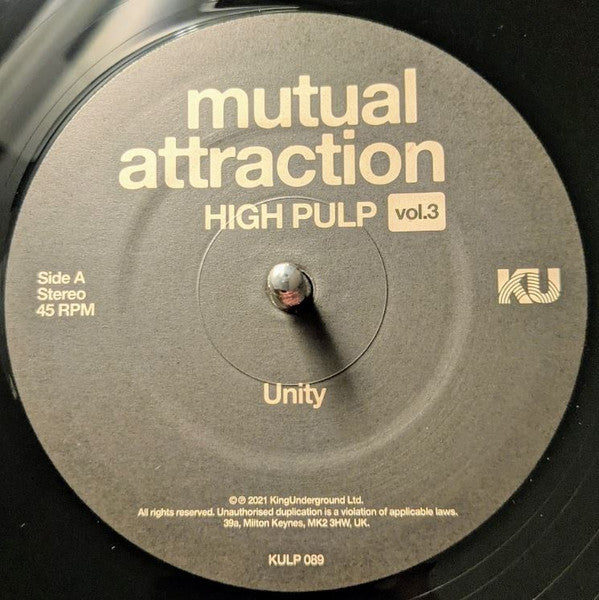 mutual
attraction
HIGH PULP vol.3
Side A
Stereo
45 RPM
KU
Unity
© ℗ 2021 KingUnderground Ltd.
All rights reserved. Unauthorised duplication is a violation of applicable laws.
39a, Milton Keynes, MK2 3HW, UK.
KULP 089